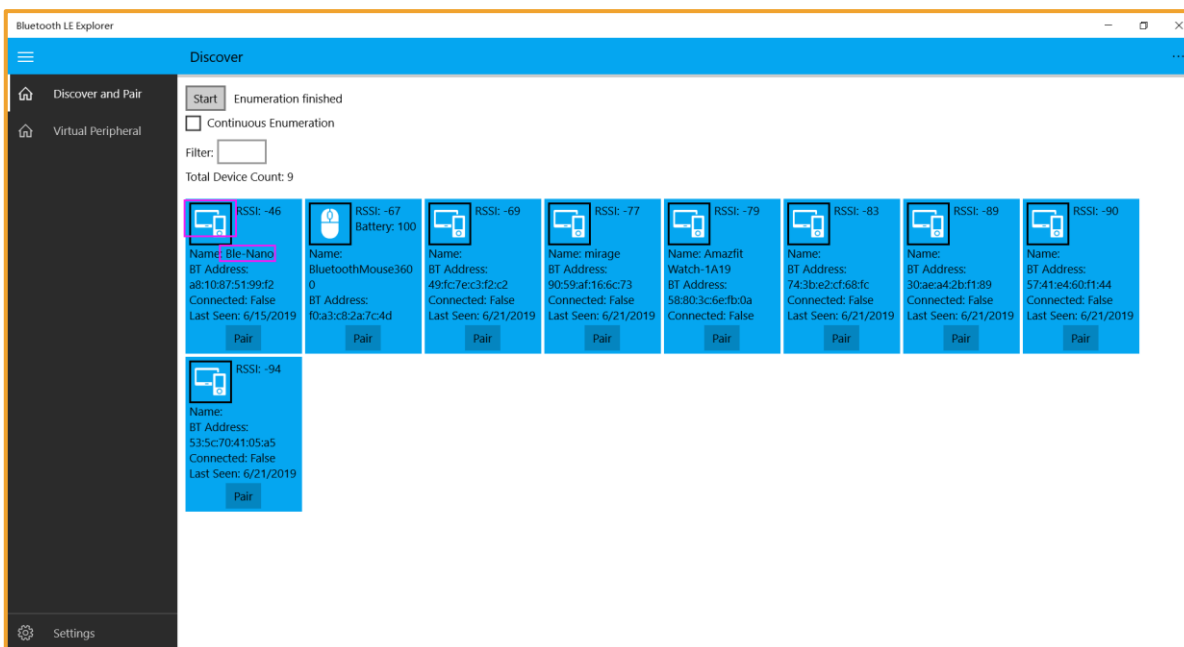 Bluetooth LE Explorer
Discover
Discover and Pair
Virtual Peripheral
Start Enumeration finished
Continuous Enumeration
Filter:
Total Device Count: 9
RSSI: -46
Name: Ble-Nano
BT Address:
a8:10:87:51:99:f2
Connected: False
Last Seen: 6/15/2019
Pair
RSSI: -67
Battery: 100
Name:
BluetoothMouse360
0
BT Address:
f0:a3:c8:2a:7c:4d
Pair
RSSI: -69
Name:
BT Address:
49:fc:7e:c3:f2:c2
Connected: False
Last Seen: 6/21/2019
Pair
RSSI: -77
Name: mirage
BT Address:
90:59:af:16:6c:73
Connected: False
Last Seen: 6/21/2019
Pair
RSSI: -79
Name: Amazfit
Watch-1A19
BT Address:
58:80:3c:6e:fb:0a
Connected: False
Pair
RSSI: -83
Name:
BT Address:
74:3b:e2:cf:68:fc
Connected: False
Last Seen: 6/21/2019
Pair
RSSI: -89
Name:
BT Address:
30:ae:a4:2b:f1:89
Connected: False
Last Seen: 6/21/2019
Pair
RSSI: -90
Name:
BT Address:
57:41:e4:60:f1:44
Connected: False
Last Seen: 6/21/2019
Pair
RSSI: -94
Name:
BT Address:
53:5c:70:41:05:a5
Connected: False
Last Seen: 6/21/2019
Pair
Settings